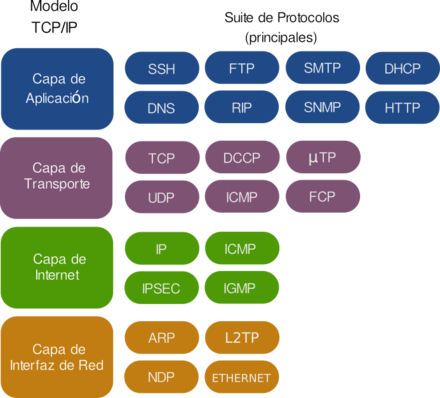 Modelo
TCP/IP
Suite de Protocolos
(principales)
Capa de
Aplicación
SSH FTP SMTP DHCP
DNS RIP SNMP HTTP
Capa de
Transporte
TCP DCCP µTP
UDP ICMP FCP
Capa de
Internet
IP ICMP
IPSEC IGMP
Capa de
Interfaz de Red
ARP L2TP
NDP ETHERNET